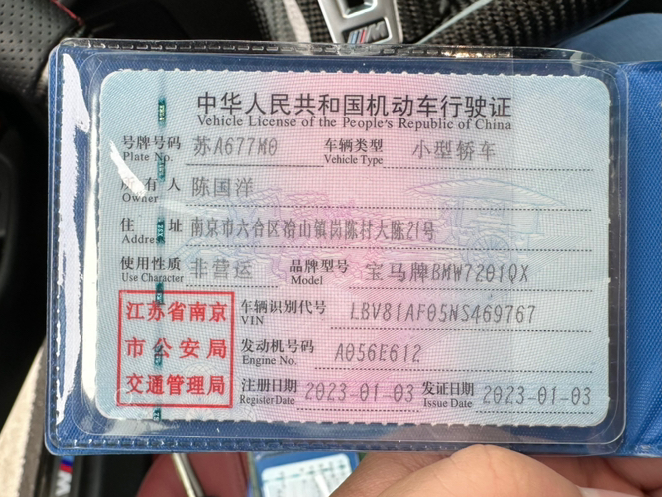 中华人民共和国机动车行驶证
Vehicle License of the People's Republic of China
号牌号码 苏A677M0 车辆类型 小型轿车
Plate No. Vehicle Type
所有人 陈国洋
Owner
住址 南京市六合区冶山镇岗陈村大陈21号
Address
使用性质 非营运 品牌型号 宝马牌BMW7201QX
Use Character Model
江苏省南京
市公安局
交通管理局
车辆识别代号 LBV81AF05NS469767
VIN
发动机号码 A056E612
Engine No.
注册日期 2023-01-03 发证日期 2023-01-03
Register Date Issue Date